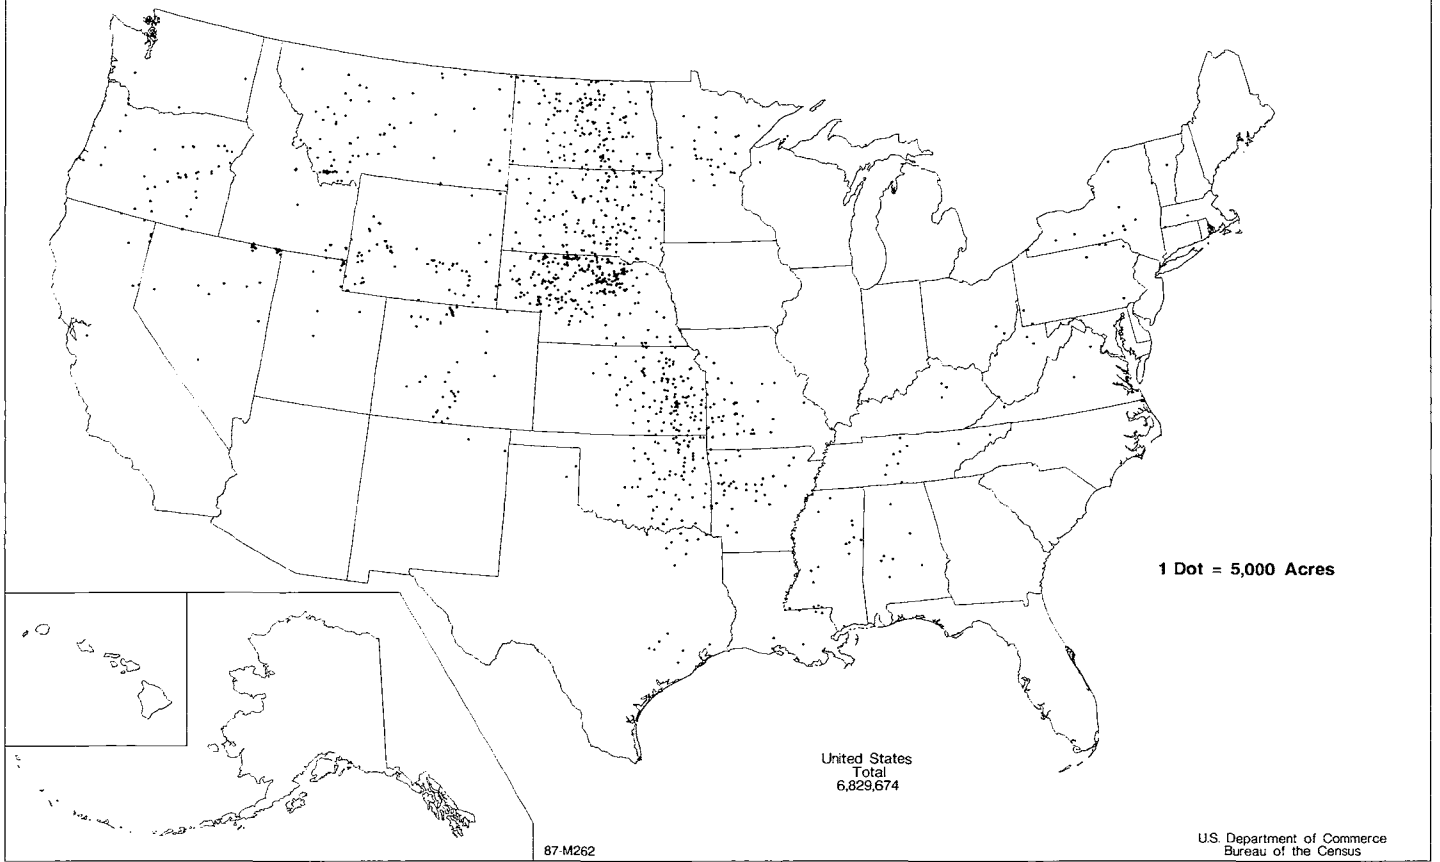 1 Dot = 5,000 Acres
United States
Total
6,829,674
87-M262
U.S. Department of Commerce
Bureau of the Census